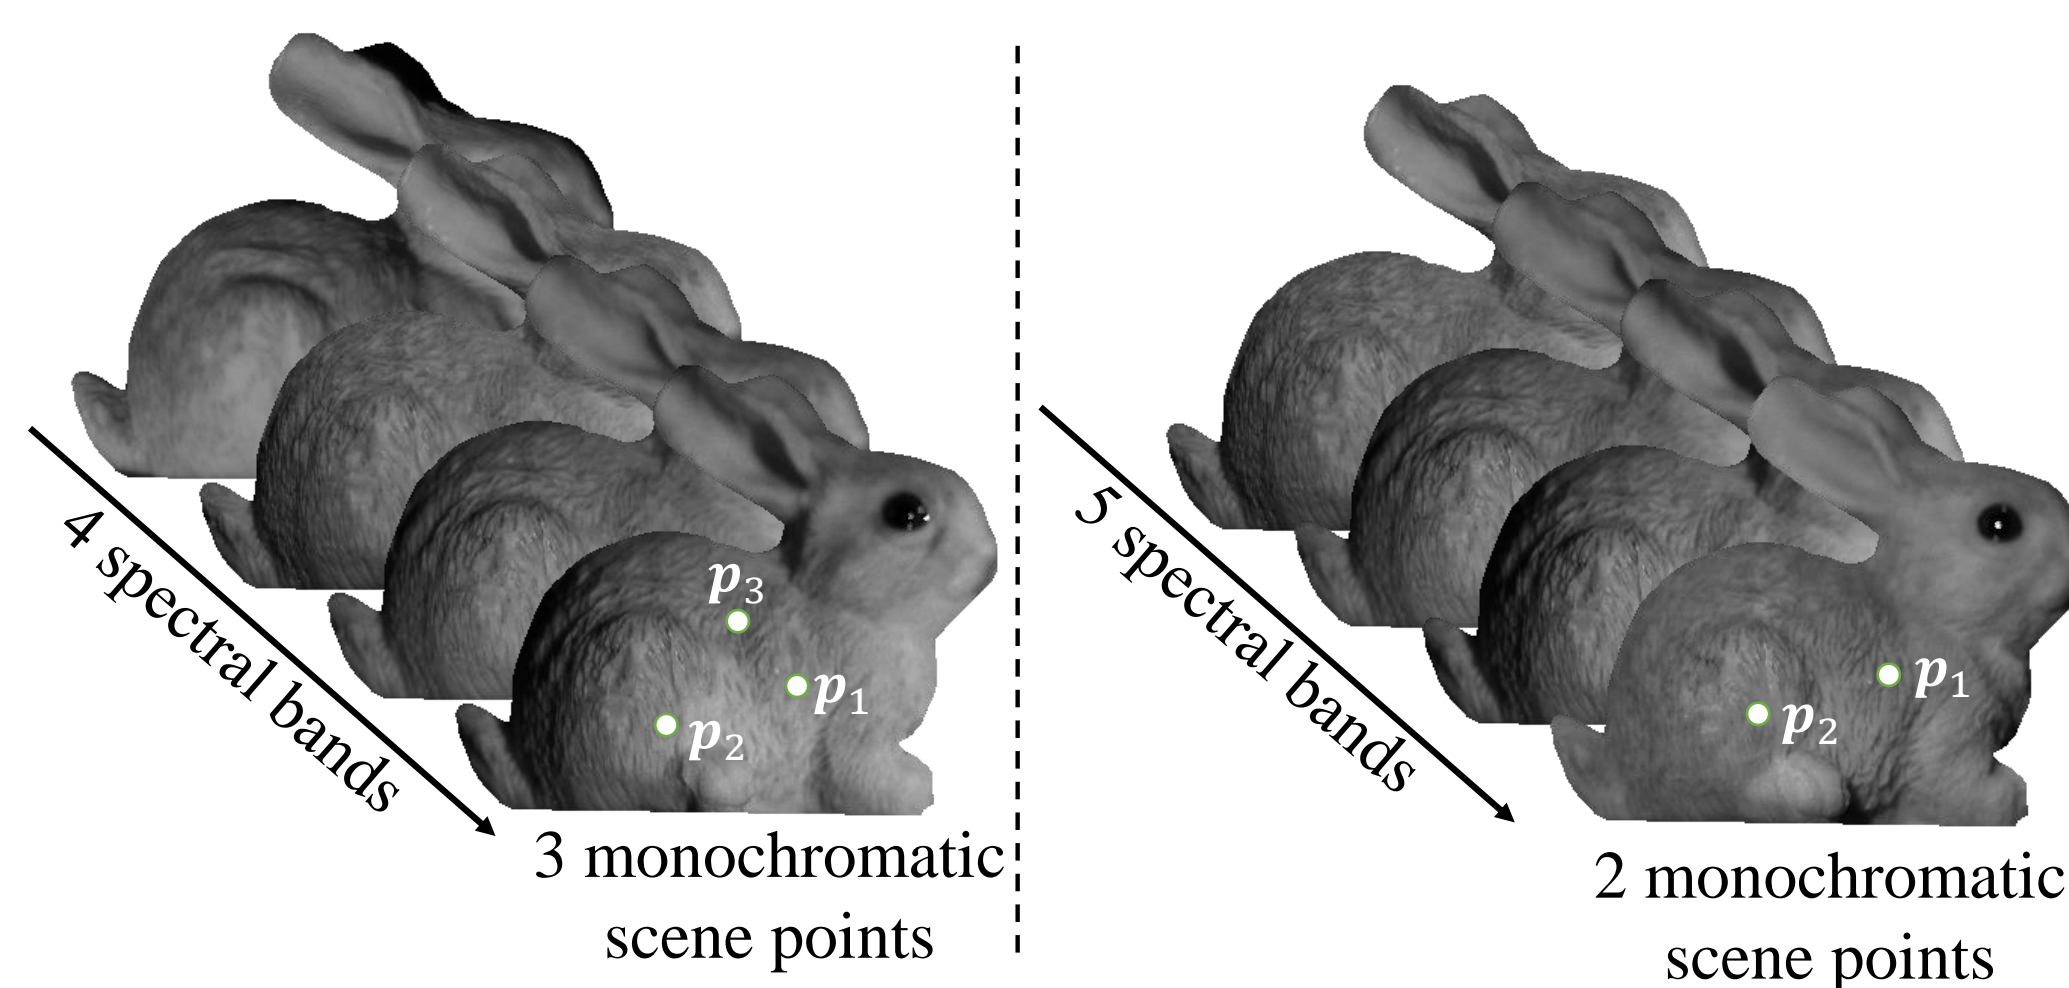 4 spectral bands
p3
p1
p2
3 monochromatic
scene points
5 spectral bands
p1
p2
2 monochromatic
scene points